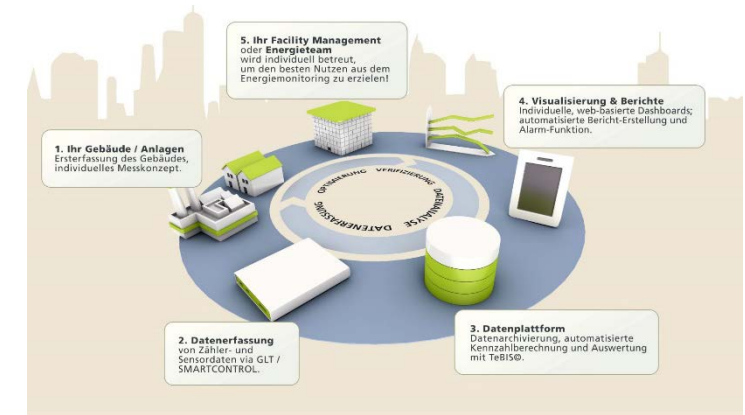 5. Ihr Facility Management
oder Energieteam
wird individuell betreut,
um den besten Nutzen aus dem
Energiemonitoring zu erzielen!
4. Visualisierung & Berichte
Individuelle, web-basierte Dashboards;
automatisierte Bericht-Erstellung und
Alarm-Funktion.
1. Ihr Gebäude / Anlagen
Ersterfassung des Gebäudes,
individuelles Messkonzept.
OPTIMIERUNG VERIFIZIERUNG DATENANALYSE DATENERFASSUNG
2. Datenerfassung
von Zähler- und
Sensordaten via GLT /
SMARTCONTROL.
3. Datenplattform
Datenarchivierung, automatisierte
Kennzahlberechnung und Auswertung
mit TeBIS©.